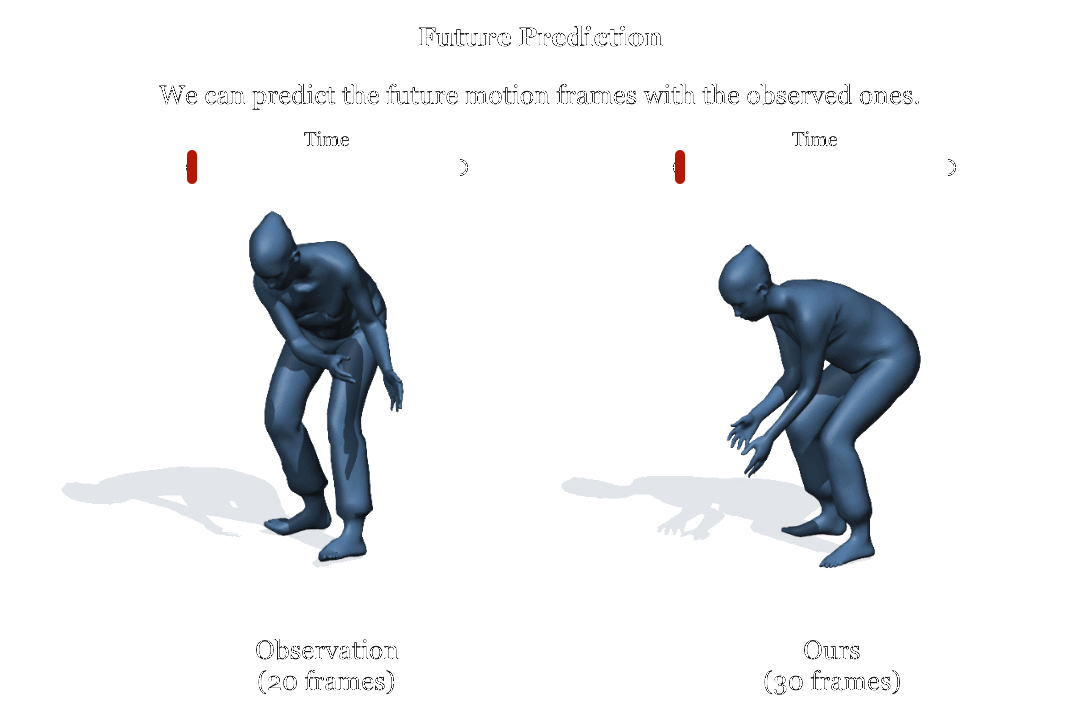 Future Prediction
We can predict the future motion frames with the observed ones.
Time
Time
Observation
(20 frames)
Ours
(30 frames)